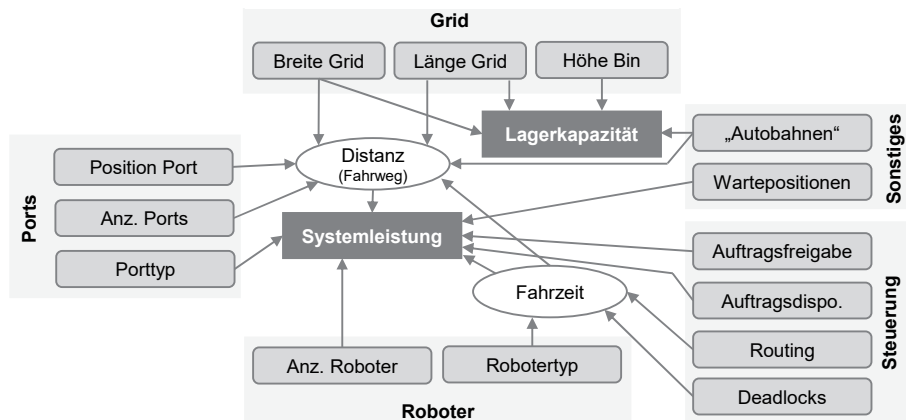 Grid
Breite Grid
Länge Grid
Höhe Bin
Lagerkapazität
„Autobahnen“
Wartepositionen
Sonstiges
Distanz
(Fahrweg)
Position Port
Anz. Ports
Porttyp
Ports
Systemleistung
Fahrzeit
Auftragsfreigabe
Auftragsdispo.
Routing
Deadlocks
Steuerung
Anz. Roboter
Robotertyp
Roboter